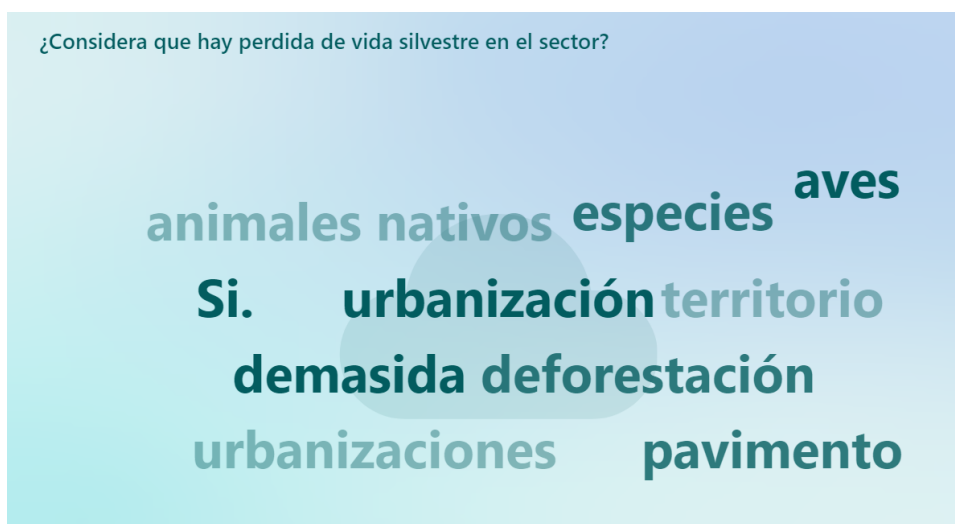 ¿Considera que hay perdida de vida silvestre en el sector?
aves
animales nativos especies
Si. urbanización territorio
demasida deforestación
urbanizaciones pavimento